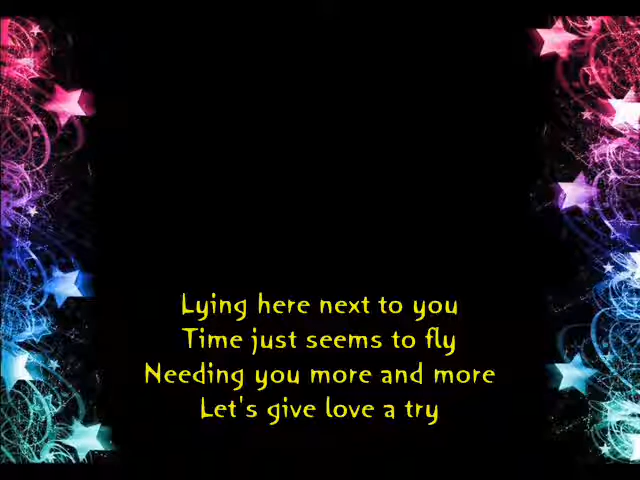 Lying here next to you
Time just seems to fly
Needing you more and more
Let's give love a try